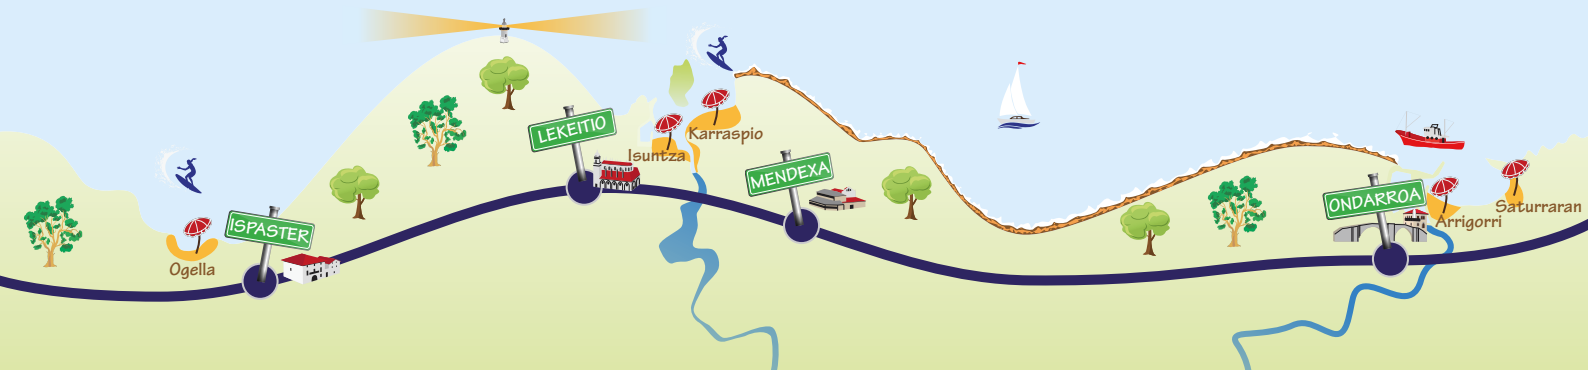 Ogella
ISPASTER
LEKEITIO
Isuntza
Karraspio
MENDEXA
ONDARROA
Arrigorri
Saturraran